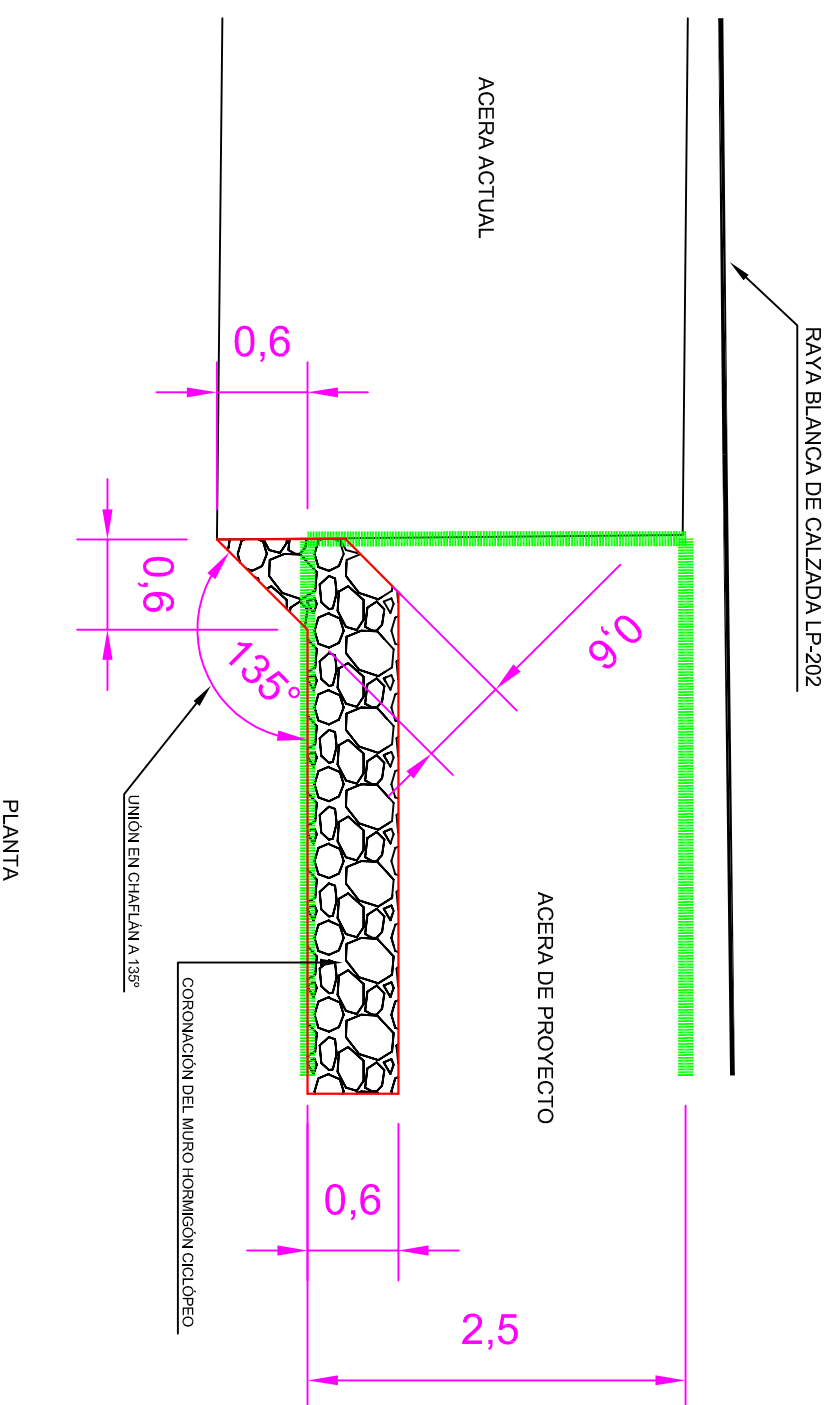 RAYA BLANCA DE CALZADA LP-202
ACERA ACTUAL
0,6
0,6
0,6
135°
UNIÓN EN CHAFLÁN A 135º
ACERA DE PROYECTO
CORONACIÓN DEL MURO HORMIGÓN CICLÓPEO
0,6
2,5
PLANTA